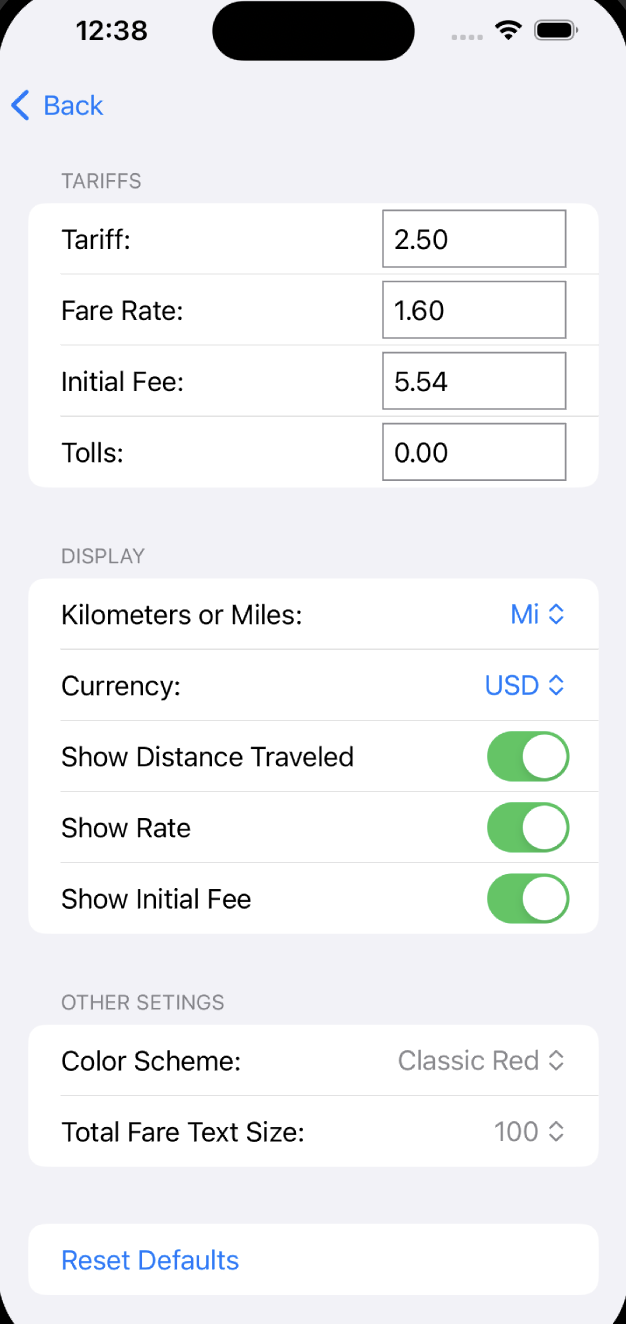 12:38
Back
TARIFFS
Tariff: 2.50
Fare Rate: 1.60
Initial Fee: 5.54
Tolls: 0.00
DISPLAY
Kilometers or Miles: Mi
Currency: USD
Show Distance Traveled
Show Rate
Show Initial Fee
OTHER SETINGS
Color Scheme: Classic Red
Total Fare Text Size: 100
Reset Defaults